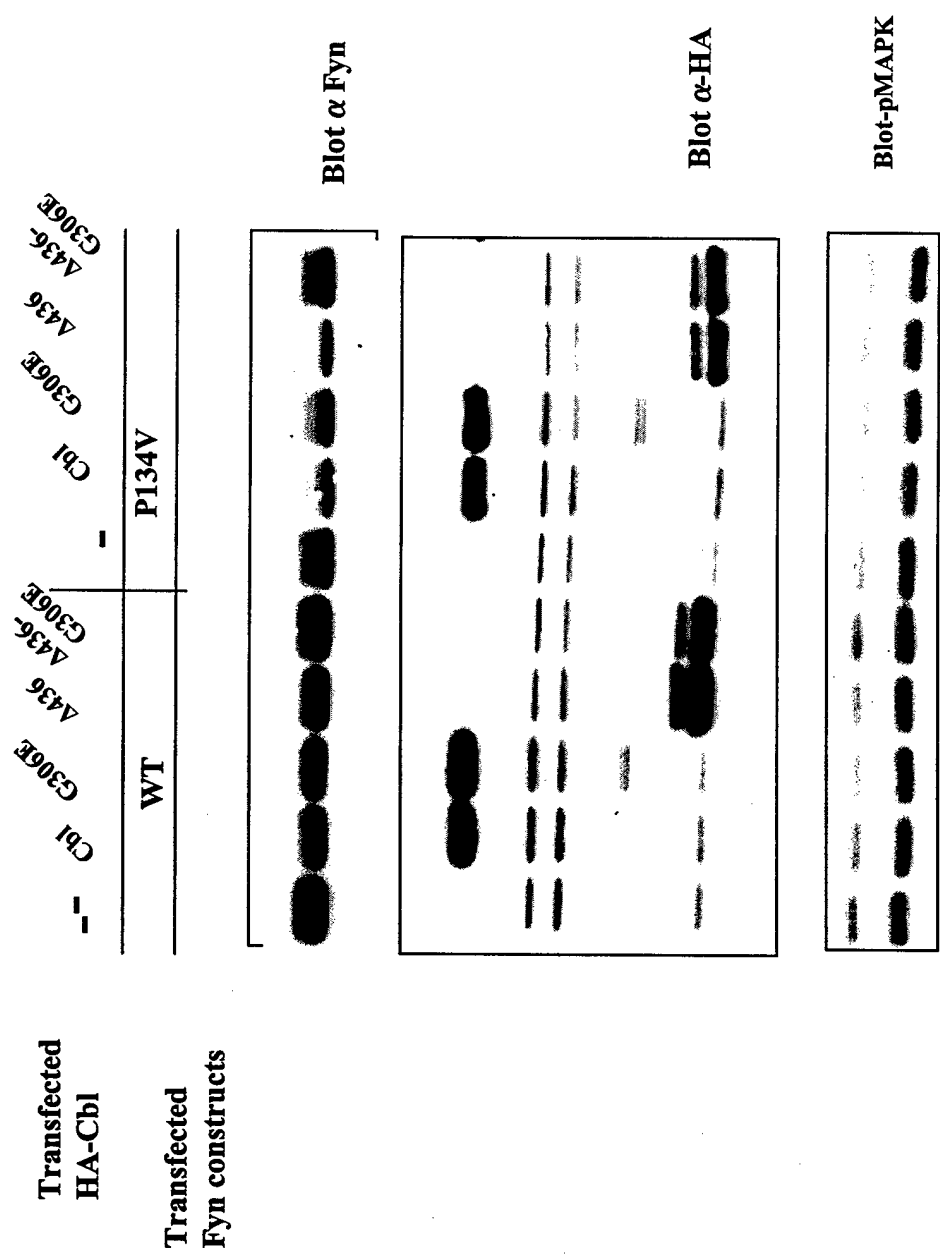 Transfected
HA-Cbl
- Cbl G306E Δ436 Δ436-
G306E
- Cbl G306E Δ436 Δ436-
G306E
Transfected
Fyn constructs
WT P134V
Blot α Fyn
Blot α-HA
Blot-pMAPK